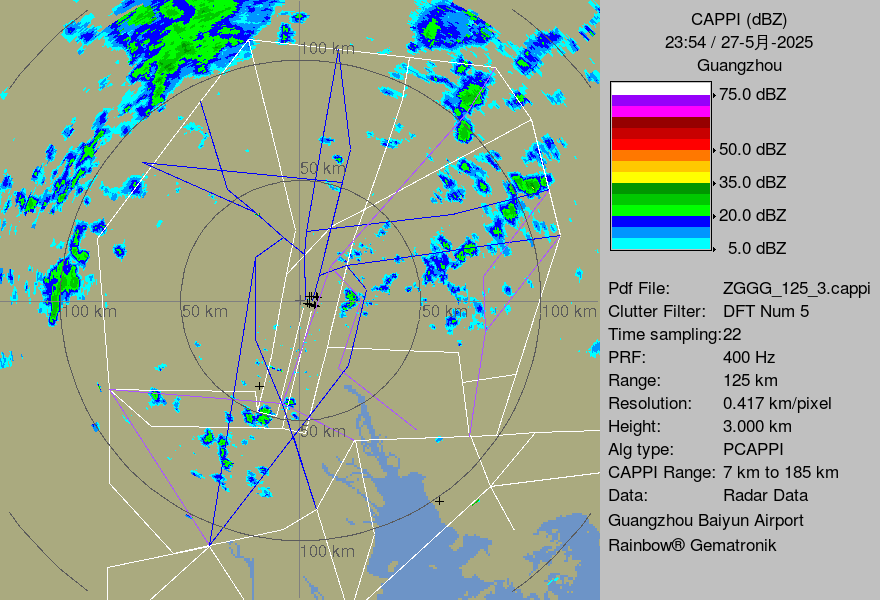 CAPPI (dBZ)
23:54 / 27-5月-2025
Guangzhou
75.0 dBZ
50.0 dBZ
35.0 dBZ
20.0 dBZ
5.0 dBZ
Pdf File: ZGGG_125_3.cappi
Clutter Filter: DFT Num 5
Time sampling:22
PRF: 400 Hz
Range: 125 km
Resolution: 0.417 km/pixel
Height: 3.000 km
Alg type: PCAPPI
CAPPI Range: 7 km to 185 km
Data: Radar Data
Guangzhou Baiyun Airport
Rainbow® Gematronik
100 km
50 km
100 km
50 km
50 km
100 km
50 km
100 km